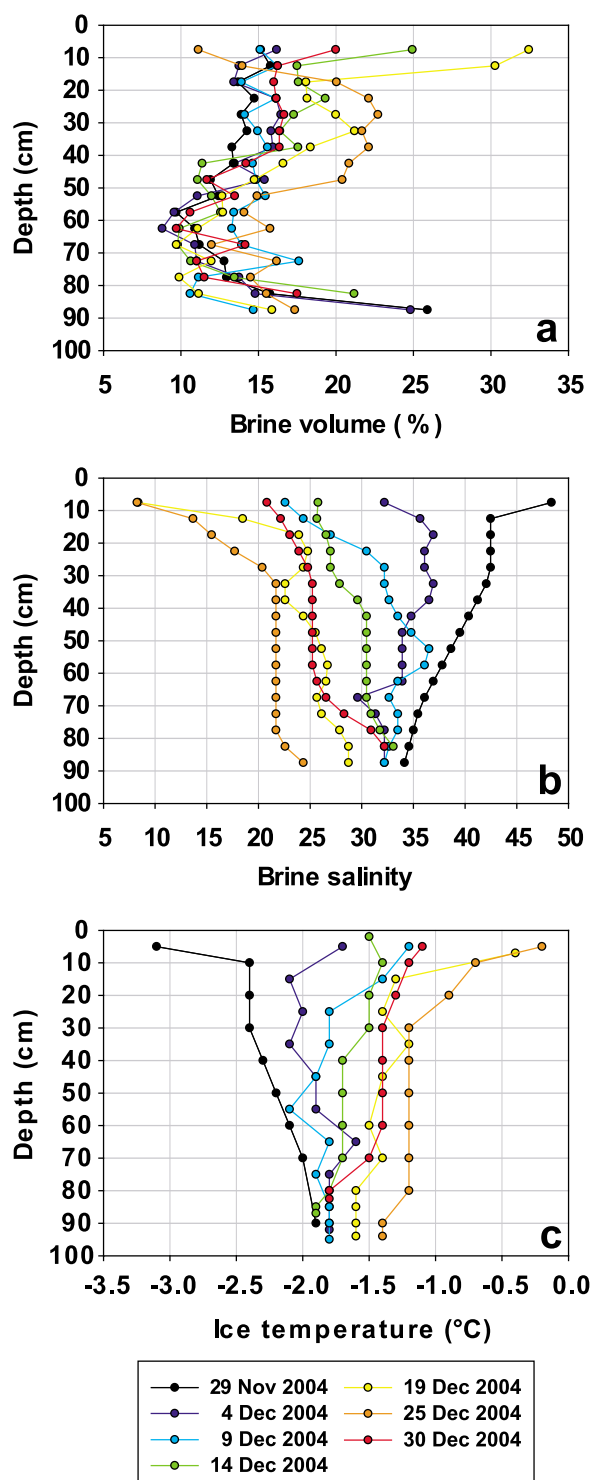 0
10
20
30
40
50
60
70
80
90
100
Depth (cm)
a
5 10 15 20 25 30 35
Brine volume ( %)
0
10
20
30
40
50
60
70
80
90
100
Depth (cm)
b
5 10 15 20 25 30 35 40 45 50
Brine salinity
0
10
20
30
40
50
60
70
80
90
100
Depth (cm)
c
-3.5 -3.0 -2.5 -2.0 -1.5 -1.0 -0.5 0.0
Ice temperature (°C)
29 Nov 2004 19 Dec 2004
4 Dec 2004 25 Dec 2004
9 Dec 2004 30 Dec 2004
14 Dec 2004